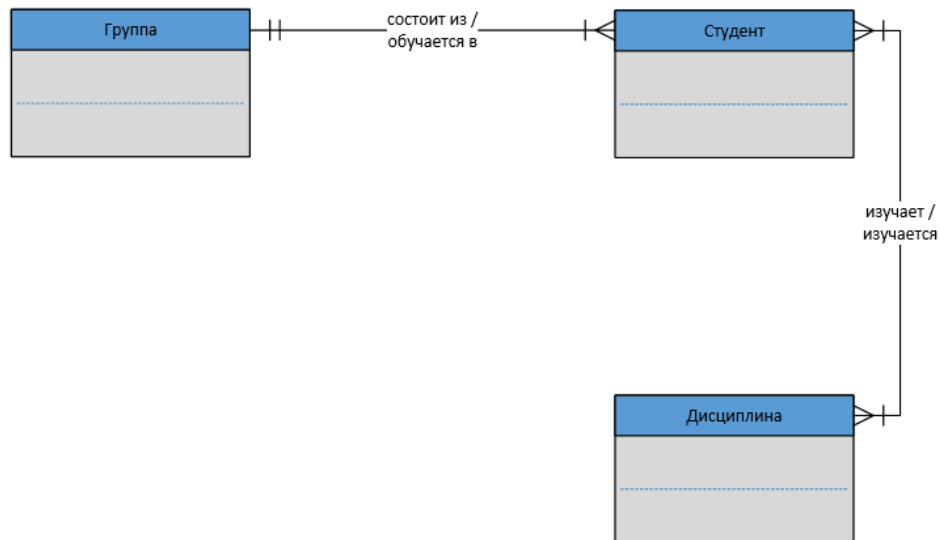 Группа
состоит из /
обучается в
Студент
изучает /
изучается
Дисциплина